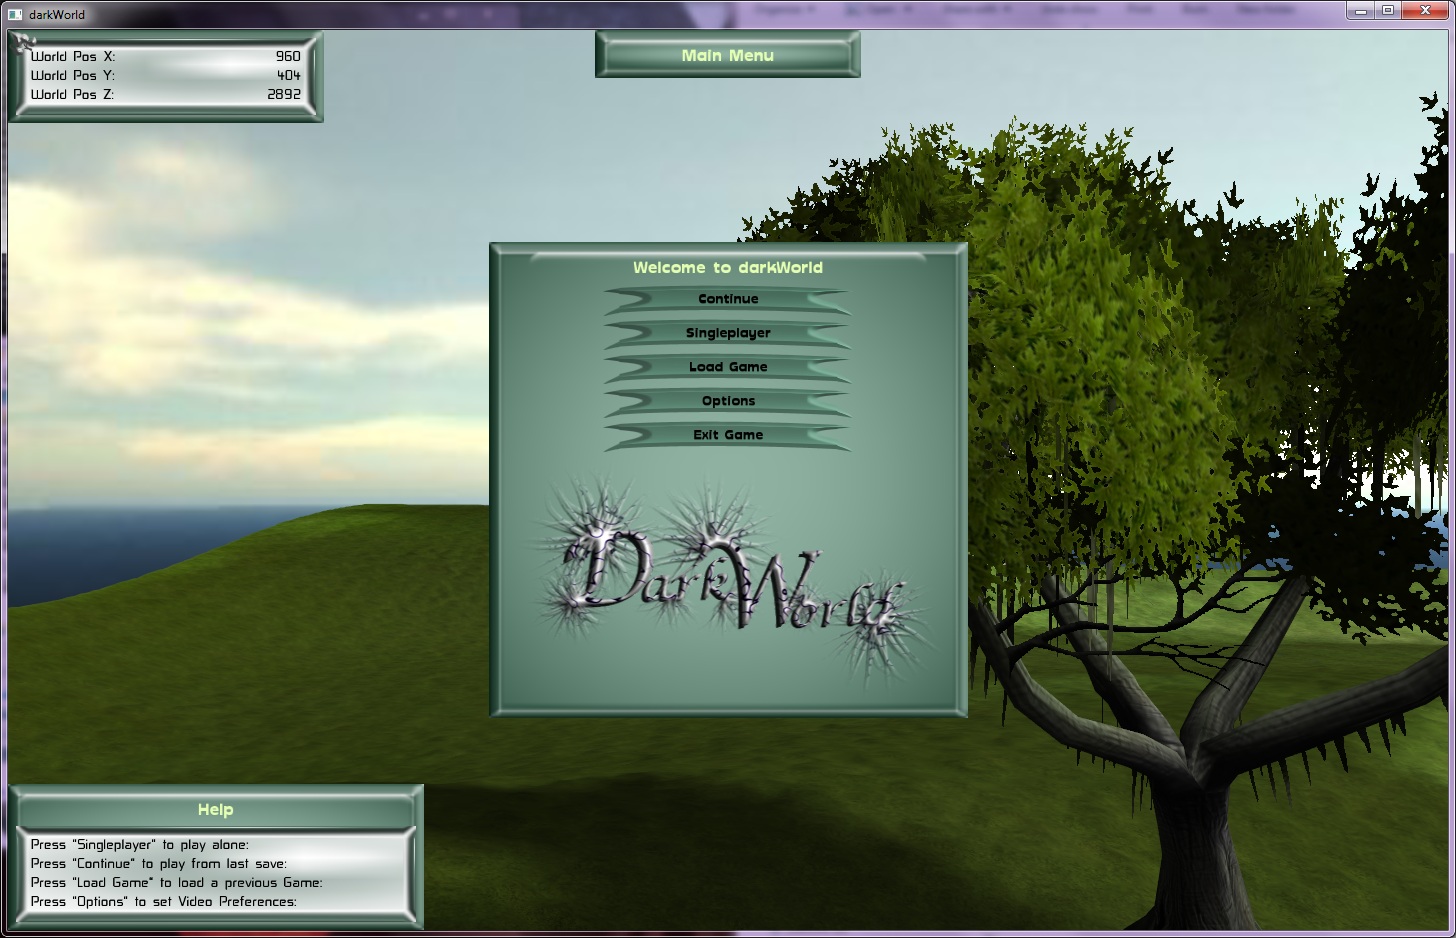 darkWorld
World Pos X: 960
World Pos Y: 404
World Pos Z: 2892
Main Menu
Welcome to darkWorld
Continue
Singleplayer
Load Game
Options
Exit Game
DarkWorld
Help
Press "Singleplayer" to play alone:
Press "Continue" to play from last save:
Press "Load Game" to load a previous Game:
Press "Options" to set Video Preferences: